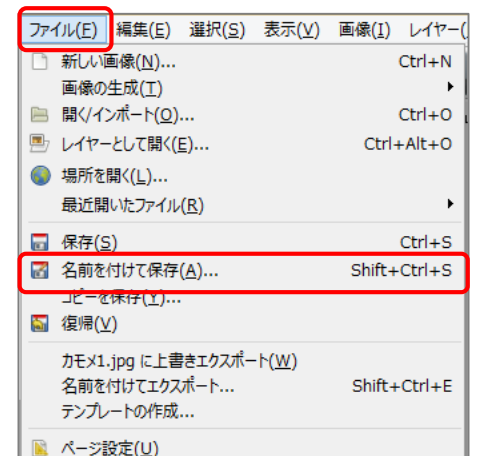 ファイル(F) 編集(E) 選択(S) 表示(V) 画像(I) レイヤー(
新しい画像(N)... Ctrl+N
画像の生成(T)
開く/インポート(O)... Ctrl+O
レイヤーとして開く(E)... Ctrl+Alt+O
場所を開く(L)...
最近開いたファイル(R)
保存(S) Ctrl+S
名前を付けて保存(A)... Shift+Ctrl+S
コピーを保存(Y)...
復帰(V)
カモメ1.jpg に上書きエクスポート(W)
名前を付けてエクスポート... Shift+Ctrl+E
テンプレートの作成...
ページ設定(U)